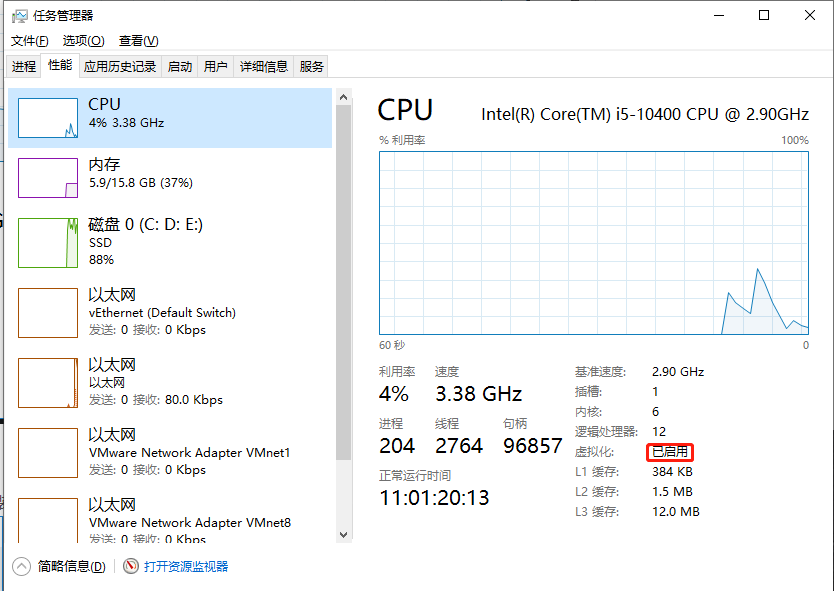 任务管理器
文件(F) 选项(O) 查看(V)
进程 性能 应用历史记录 启动 用户 详细信息 服务
CPU
4% 3.38 GHz
内存
5.9/15.8 GB (37%)
磁盘 0 (C: D: E:)
SSD
88%
以太网
vEthernet (Default Switch)
发送: 0 接收: 0 Kbps
以太网
以太网
发送: 0 接收: 80.0 Kbps
以太网
VMware Network Adapter VMnet1
发送: 0 接收: 0 Kbps
以太网
VMware Network Adapter VMnet8
发送: 0 接收: 0 Kbps
CPU Intel(R) Core(TM) i5-10400 CPU @ 2.90GHz
% 利用率 100%
60 秒 0
利用率 速度
4% 3.38 GHz
进程 线程 句柄
204 2764 96857
正常运行时间
11:01:20:13
基准速度: 2.90 GHz
插槽: 1
内核: 6
逻辑处理器: 12
虚拟化: 已启用
L1 缓存: 384 KB
L2 缓存: 1.5 MB
L3 缓存: 12.0 MB
简略信息(D) 打开资源监视器